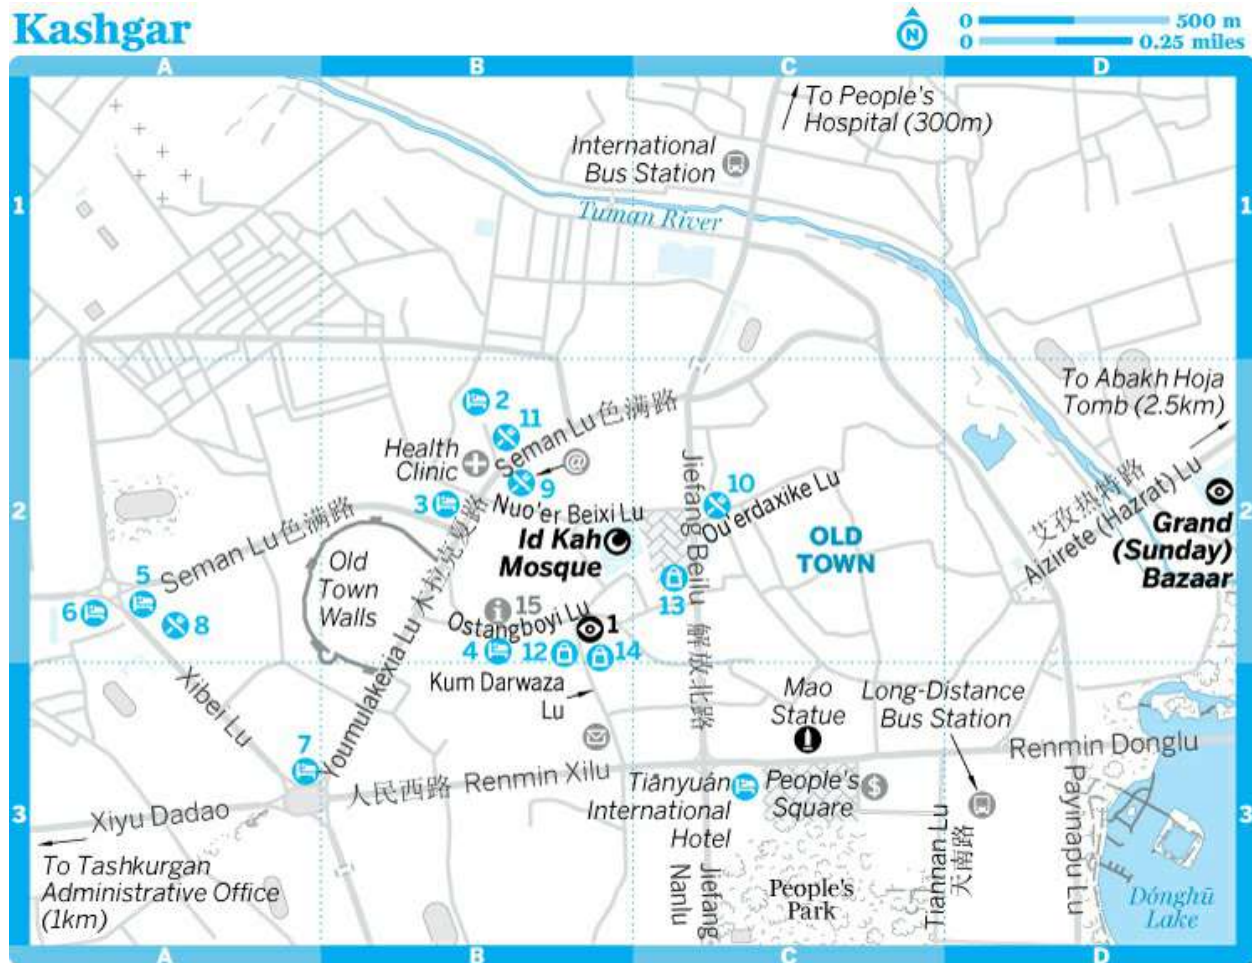 Kashgar
N
0 500 m
0 0.25 miles
A B C D
1 1
To People's
Hospital (300m)
International
Bus Station
Tuman River
2 2
To Abakh Hoja
Tomb (2.5km)
2
11
Seman Lu 色满路
Health
Clinic
@
9
3
Nuo'er Beixi Lu
10
Ou'erdaxike Lu
Jiefang Beilu 解放北路
艾孜热特路
Aizirete (Hazrat) Lu
Grand
(Sunday)
Bazaar
Id Kah
Mosque
OLD
TOWN
Seman Lu 色满路
Old
Town
Walls
Youmulakexia Lu 木拉克夏路
5
6
8
15
Ostangboyi Lu
1
13
4
12
14
Kum Darwaza
Lu
Xibei Lu
7
Mao
Statue
Long-Distance
Bus Station
Renmin Donglu
人民西路 Renmin Xilu
3 3
Xiyu Dadao
To Tashkurgan
Administrative Office
(1km)
Tiānyuán
International
Hotel
People's
Square
$
Jiefang
Nanlu
People's
Park
Tiannan Lu
天南路
Payinapu Lu
Dónghū
Lake
A B C D